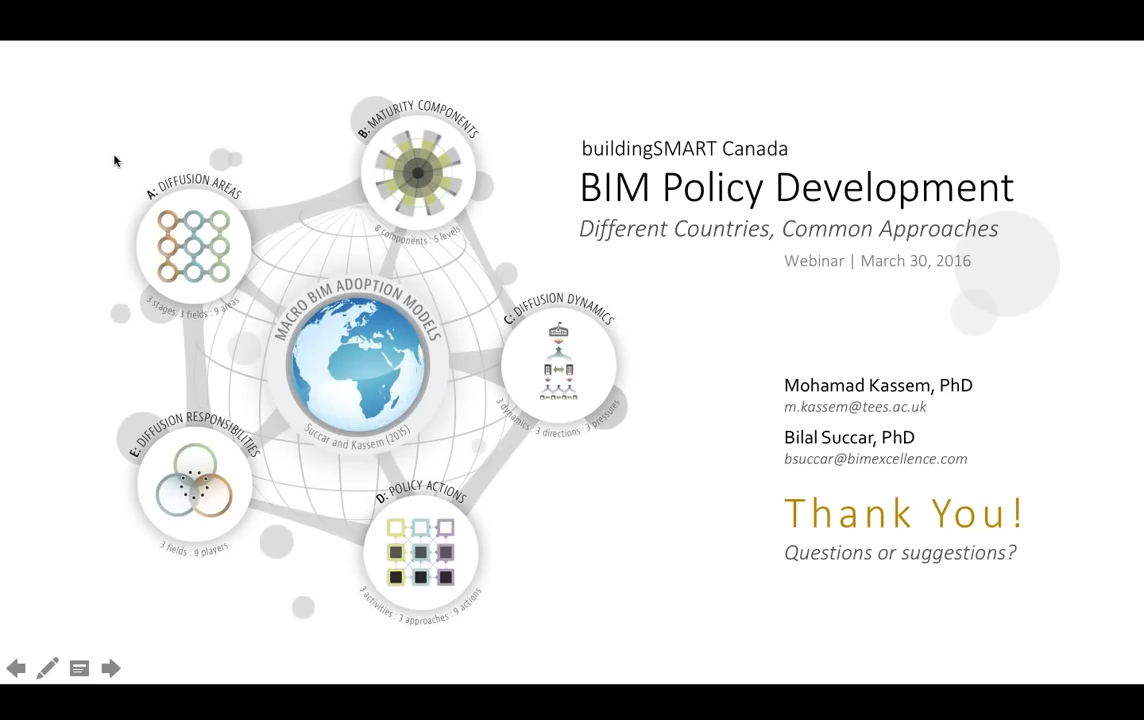 buildingSMART Canada
BIM Policy Development
Different Countries, Common Approaches
Webinar | March 30, 2016
B: MATURITY COMPONENTS
8 components : 5 levels
A: DIFFUSION AREAS
3 stages: 3 fields : 9 areas
MACRO BIM ADOPTION MODELS
Succar and Kassem (2015)
C: DIFFUSION DYNAMICS
3 dynamics : 3 directions : 3 pressures
E: DIFFUSION RESPONSIBILITIES
3 fields : 9 players
D: POLICY ACTIONS
3 activities : 3 approaches : 9 actions
Mohamad Kassem, PhD
m.kassem@tees.ac.uk
Bilal Succar, PhD
bsuccar@bimexcellence.com
Thank You!
Questions or suggestions?